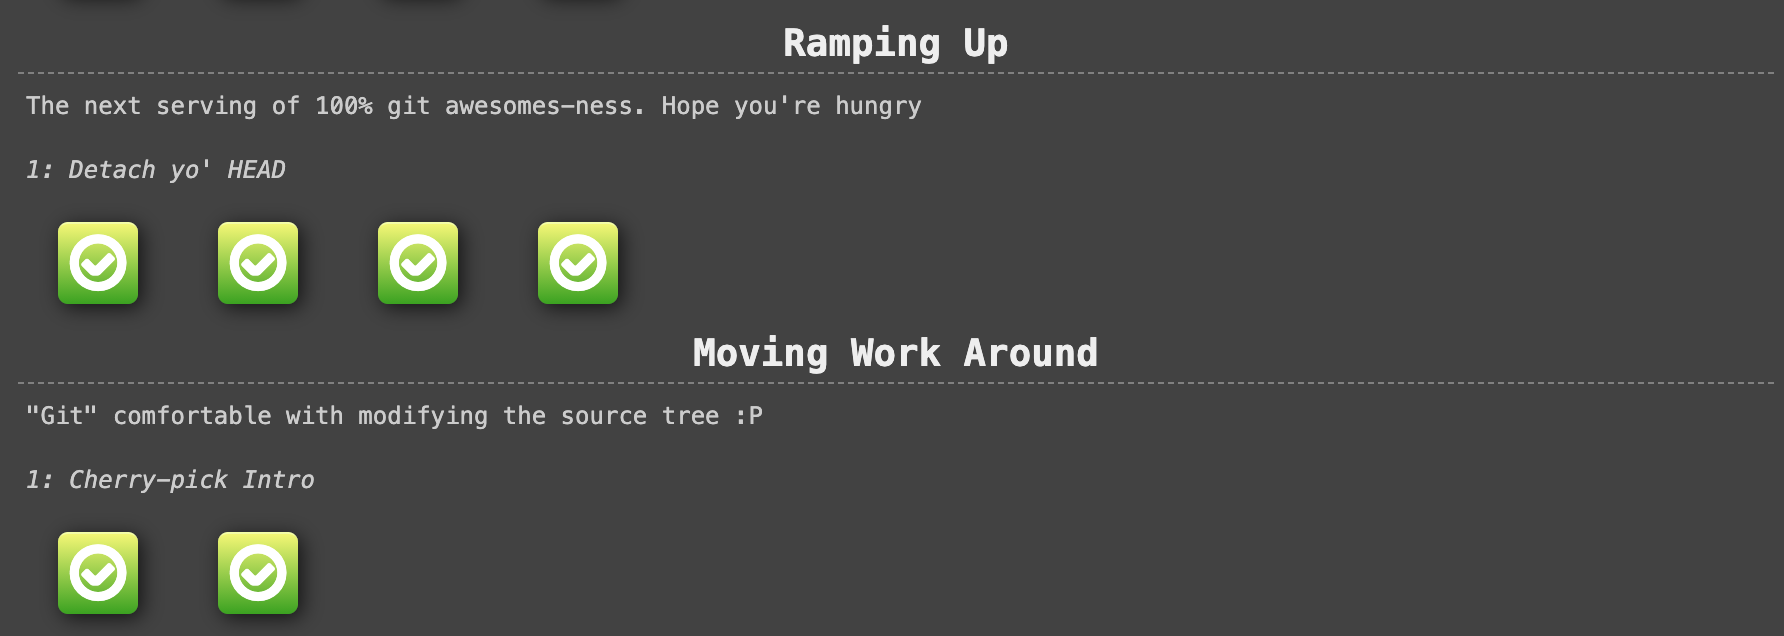 Ramping Up
The next serving of 100% git awesomes-ness. Hope you're hungry
1: Detach yo' HEAD
Moving Work Around
"Git" comfortable with modifying the source tree :P
1: Cherry-pick Intro